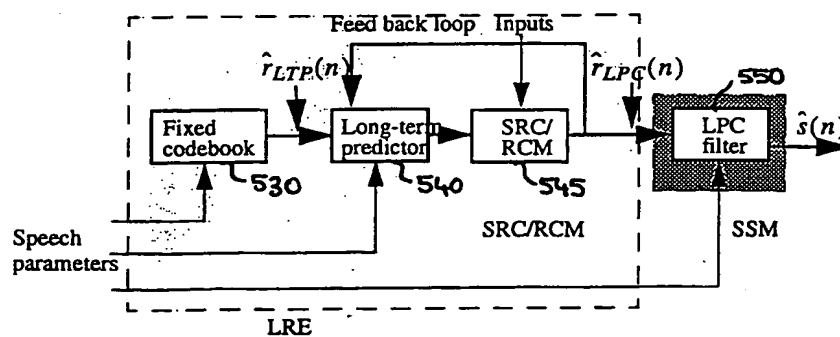 Feed back loop Inputs
r̂LTP(n)
r̂LPC(n)
550
Fixed
codebook
Long-term
predictor
SRC/
RCM
LPC
filter
ŝ(n)
530
540
545
Speech
parameters
SRC/RCM
SSM
LRE